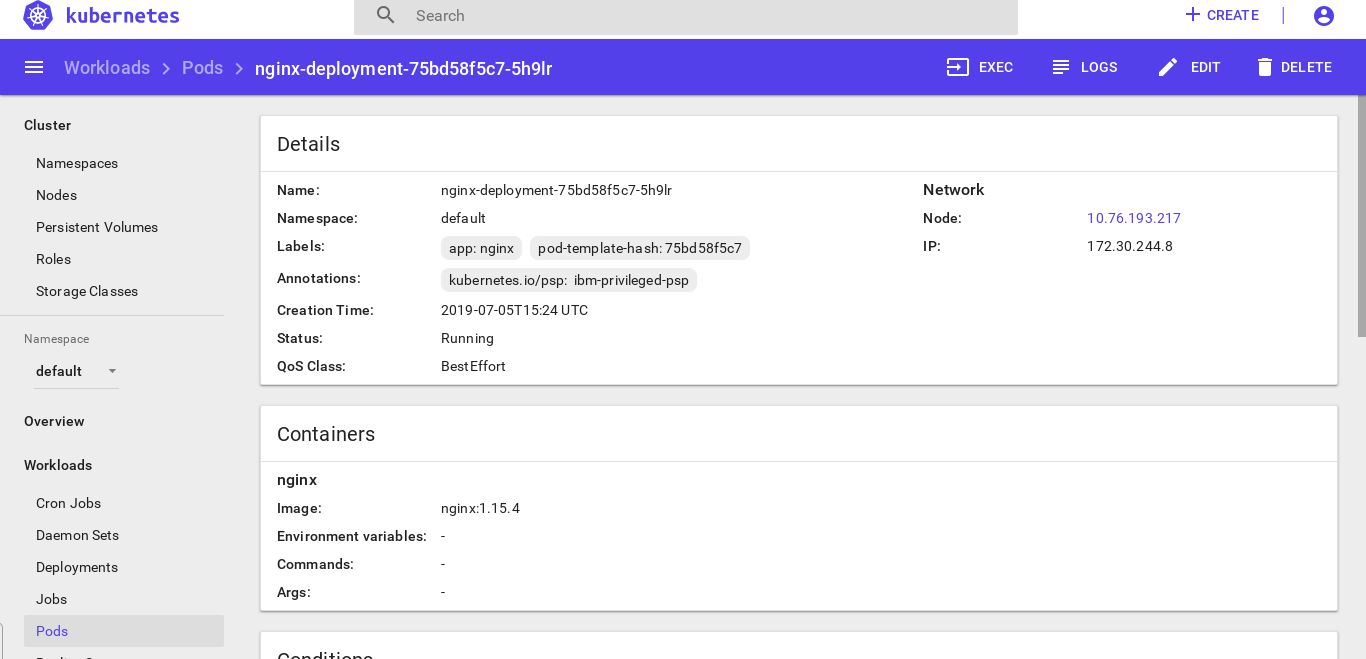 kubernetes
Search
CREATE
Workloads > Pods > nginx-deployment-75bd58f5c7-5h9lr
EXEC
LOGS
EDIT
DELETE
Cluster
Namespaces
Nodes
Persistent Volumes
Roles
Storage Classes
Namespace
default
Overview
Workloads
Cron Jobs
Daemon Sets
Deployments
Jobs
Pods
Details
Name: nginx-deployment-75bd58f5c7-5h9lr
Namespace: default
Labels: app: nginx pod-template-hash: 75bd58f5c7
Annotations: kubernetes.io/psp: ibm-privileged-psp
Creation Time: 2019-07-05T15:24 UTC
Status: Running
QoS Class: BestEffort
Network
Node: 10.76.193.217
IP: 172.30.244.8
Containers
nginx
Image: nginx:1.15.4
Environment variables: -
Commands: -
Args: -
Conditions